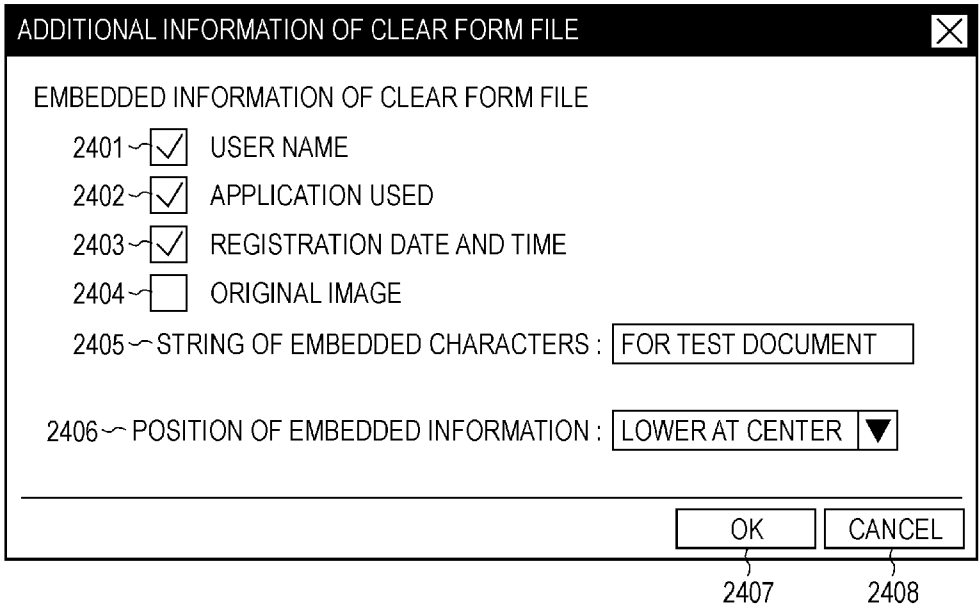 ADDITIONAL INFORMATION OF CLEAR FORM FILE
EMBEDDED INFORMATION OF CLEAR FORM FILE
2401 USER NAME
2402 APPLICATION USED
2403 REGISTRATION DATE AND TIME
2404 ORIGINAL IMAGE
2405 STRING OF EMBEDDED CHARACTERS : FOR TEST DOCUMENT
2406 POSITION OF EMBEDDED INFORMATION : LOWER AT CENTER
OK CANCEL
2407 2408